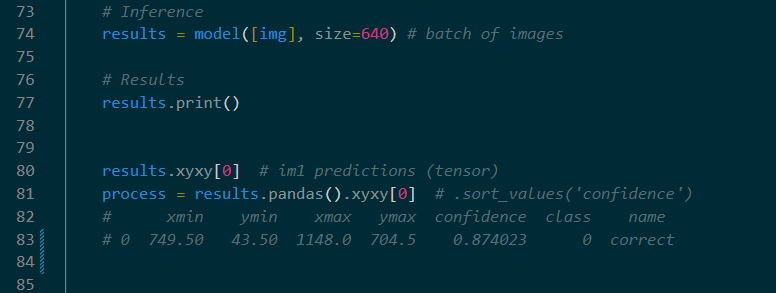 73 # Inference
74 results = model([img], size=640) # batch of images
75
76 # Results
77 results.print()
78
79
80 results.xyxy[0]  # im1 predictions (tensor)
81 process = results.pandas().xyxy[0]  # .sort_values('confidence')
82 #      xmin    ymin    xmax   ymax  confidence  class    name
83 # 0  749.50   43.50  1148.0  704.5    0.874023      0  correct
84
85